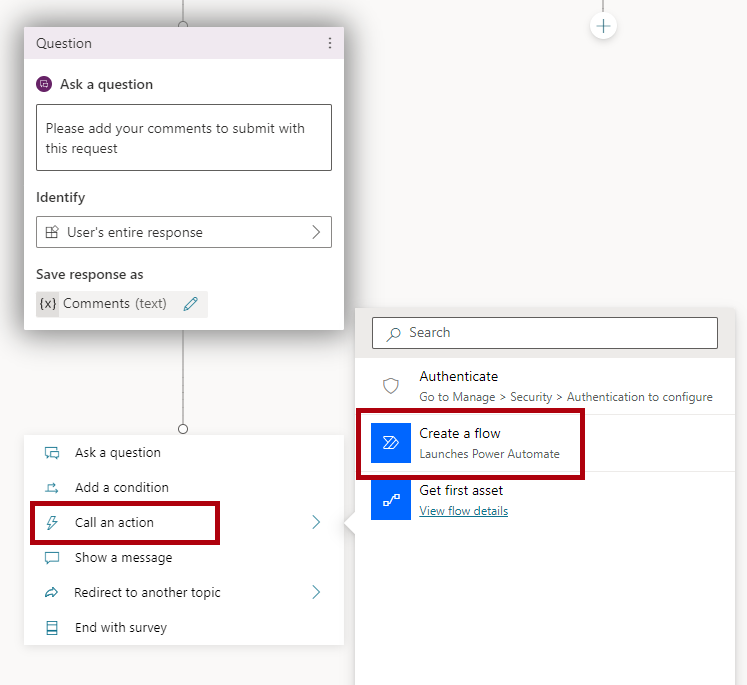 Question
Ask a question
Please add your comments to submit with
this request
Identify
User's entire response
Save response as
{x} Comments (text)
Ask a question
Add a condition
Call an action
Show a message
Redirect to another topic
End with survey
Search
Authenticate
Go to Manage > Security > Authentication to configure
Create a flow
Launches Power Automate
Get first asset
View flow details